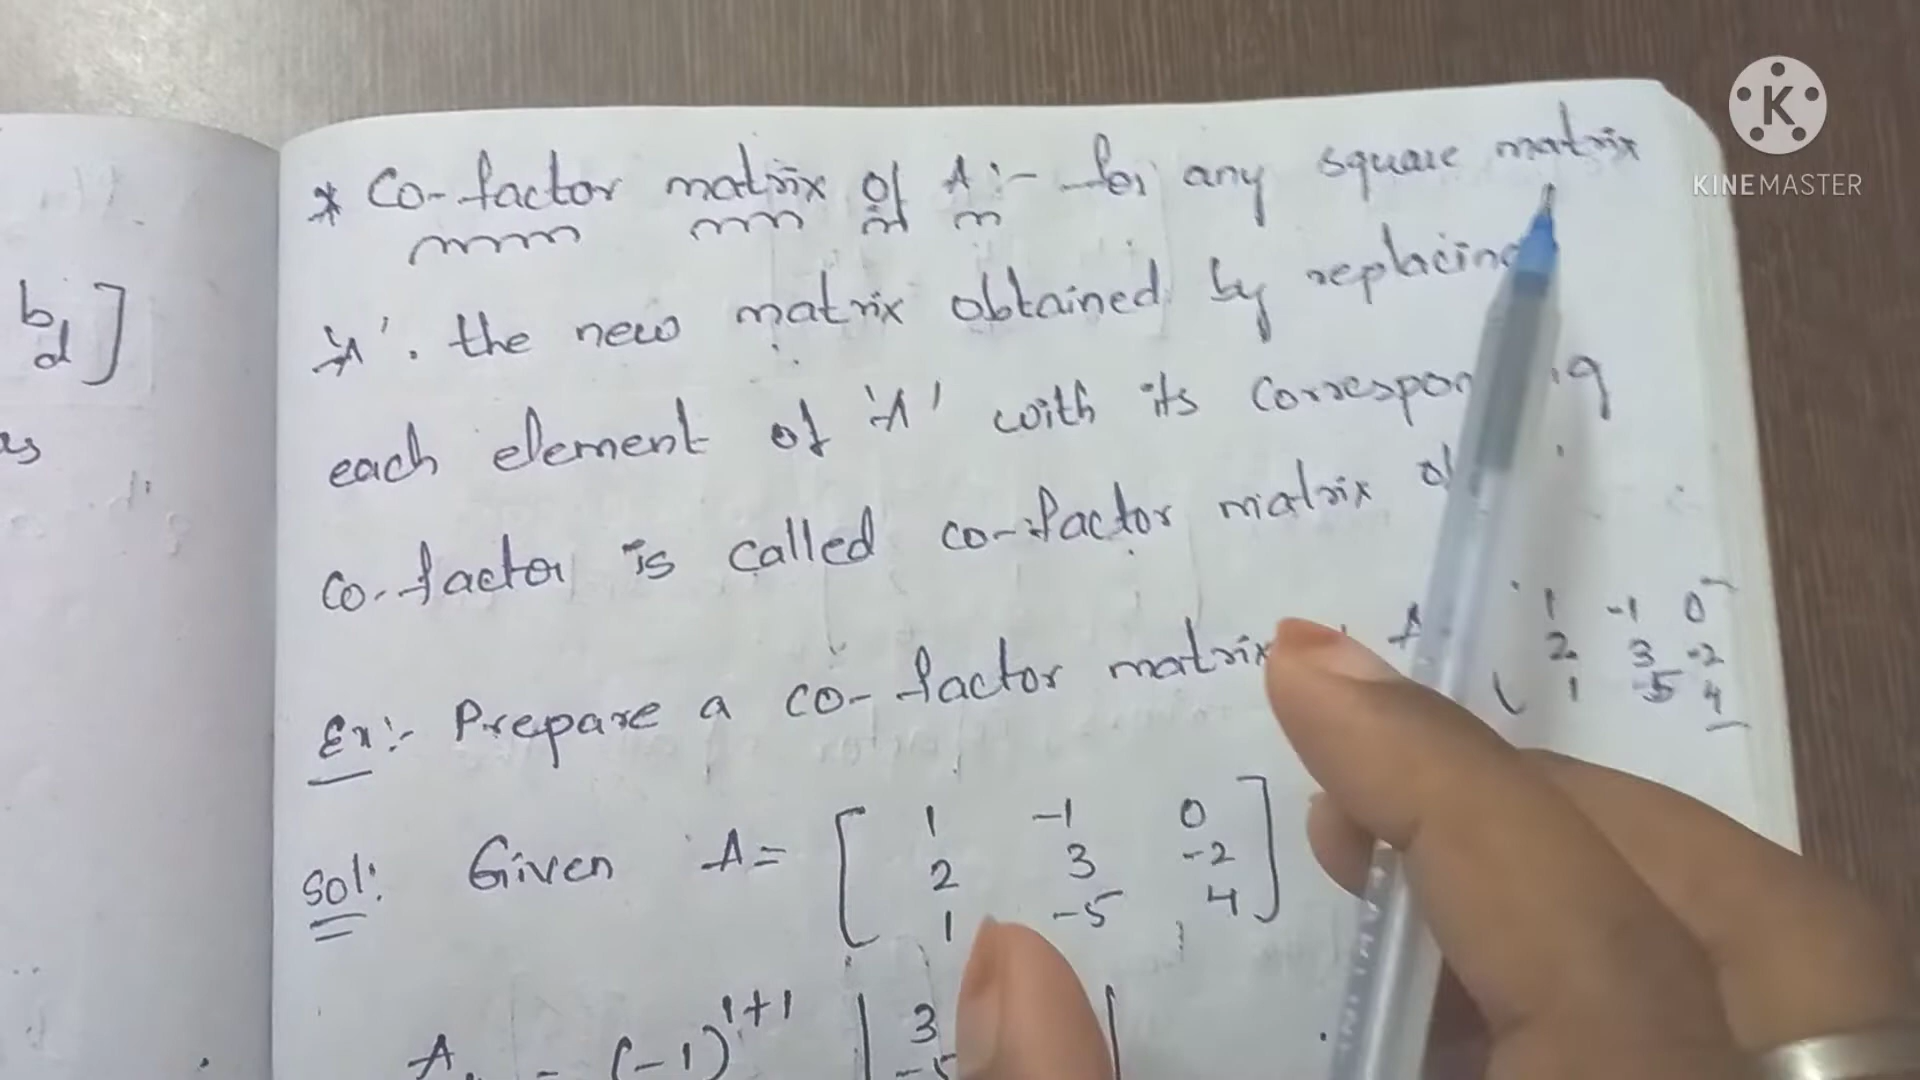 b
d ]
as
* Co-factor matrix of A :- for any square matrix
'A'. the new matrix obtained by replacing
each element of 'A' with its
co-factor is called co-factor matrix
Ex:- Prepare a co-factor matrix A
1 -1 0
2 3 -2
1 -5 4
Sol: Given A = [ 1 -1 0
2 3 -2
1 -5 4 ]
A = (-1)^1+1 | 3
-5 |
K
KINEMASTER